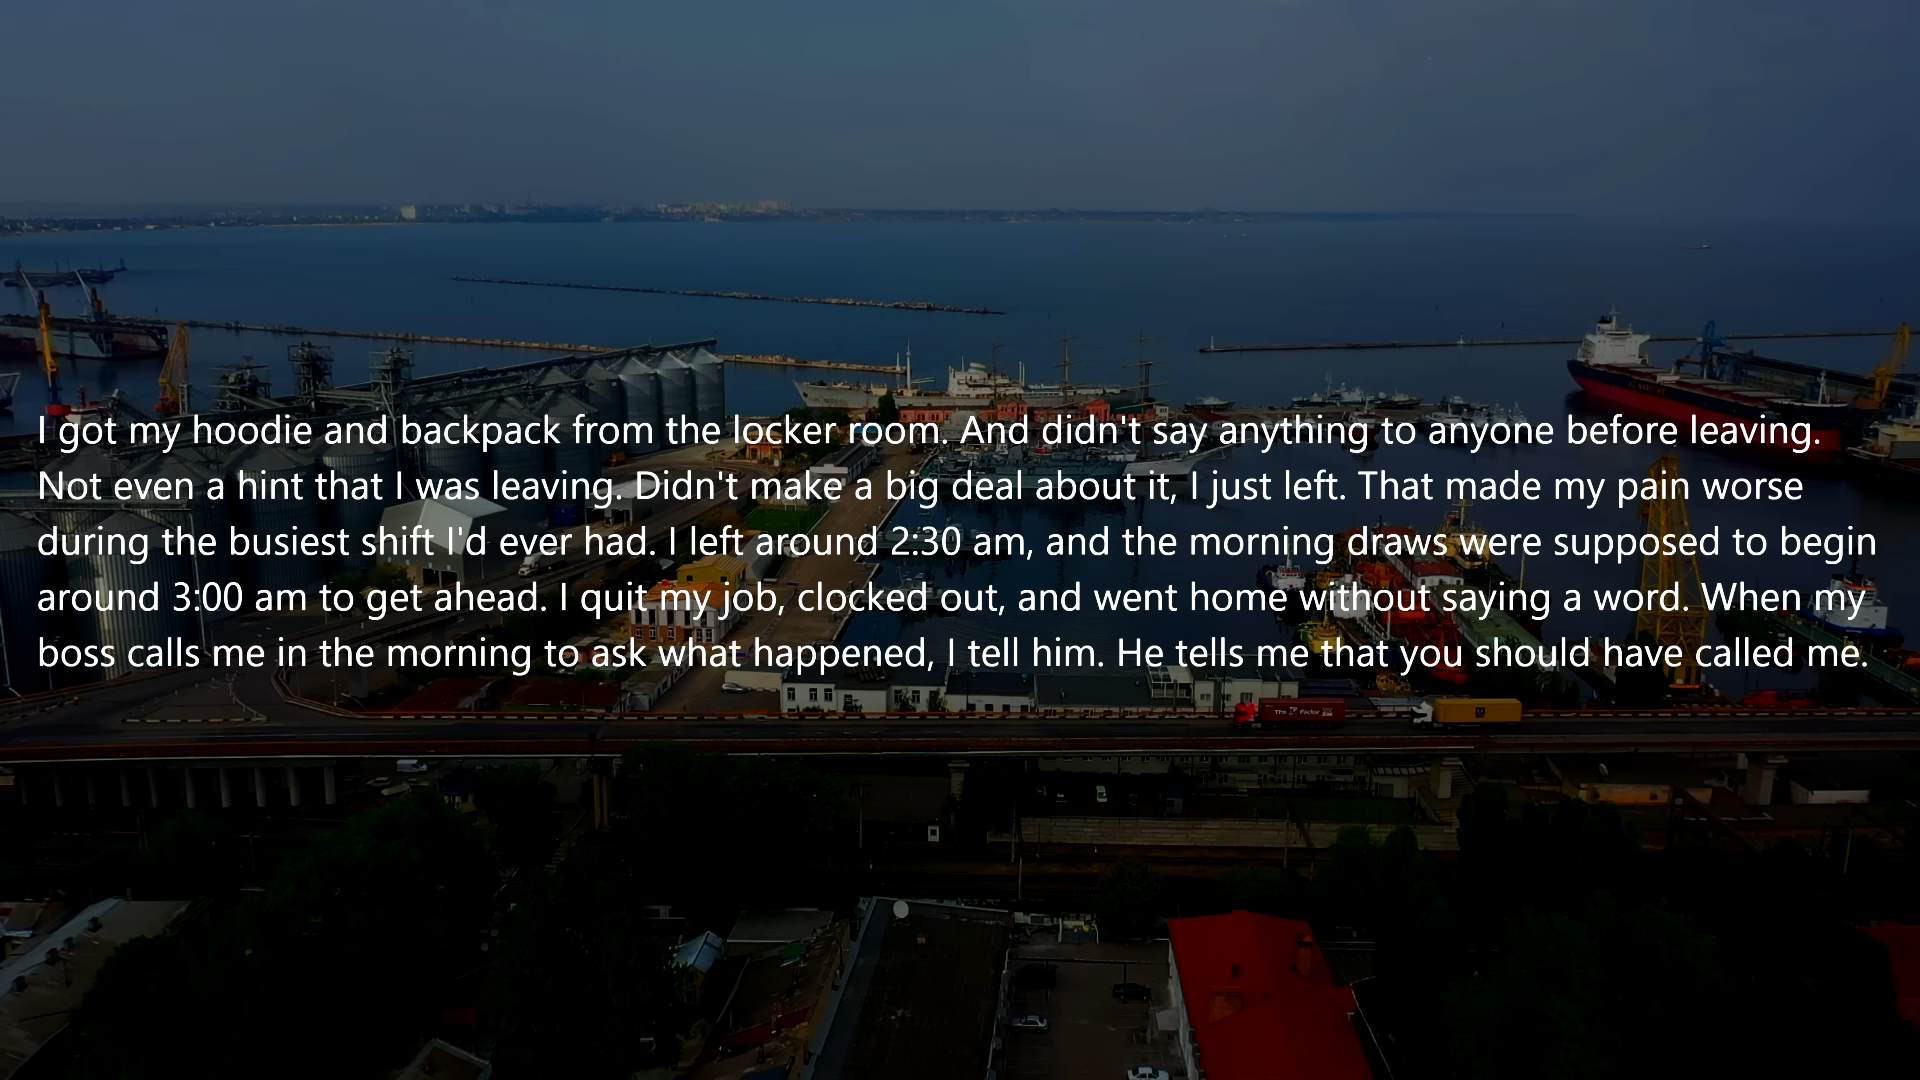 I got my hoodie and backpack from the locker room. And didn't say anything to anyone before leaving.
Not even a hint that I was leaving. Didn't make a big deal about it, I just left. That made my pain worse
during the busiest shift I'd ever had. I left around 2:30 am, and the morning draws were supposed to begin
around 3:00 am to get ahead. I quit my job, clocked out, and went home without saying a word. When my
boss calls me in the morning to ask what happened, I tell him. He tells me that you should have called me.